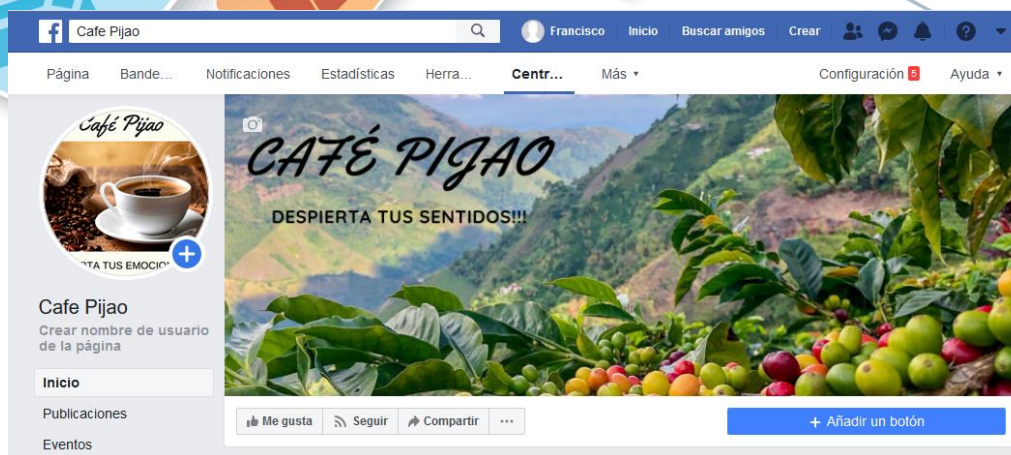 Cafe Pijao
Francisco Inicio Buscar amigos Crear
Página Bande... Notificaciones Estadísticas Herra... Centr... Más Configuración 5 Ayuda
Café Pijao
TA TUS EMOCIO
CAFÉ PIJAO
DESPIERTA TUS SENTIDOS!!!
Cafe Pijao
Crear nombre de usuario
de la página
Inicio
Publicaciones
Eventos
Me gusta Seguir Compartir ...
+ Añadir un botón